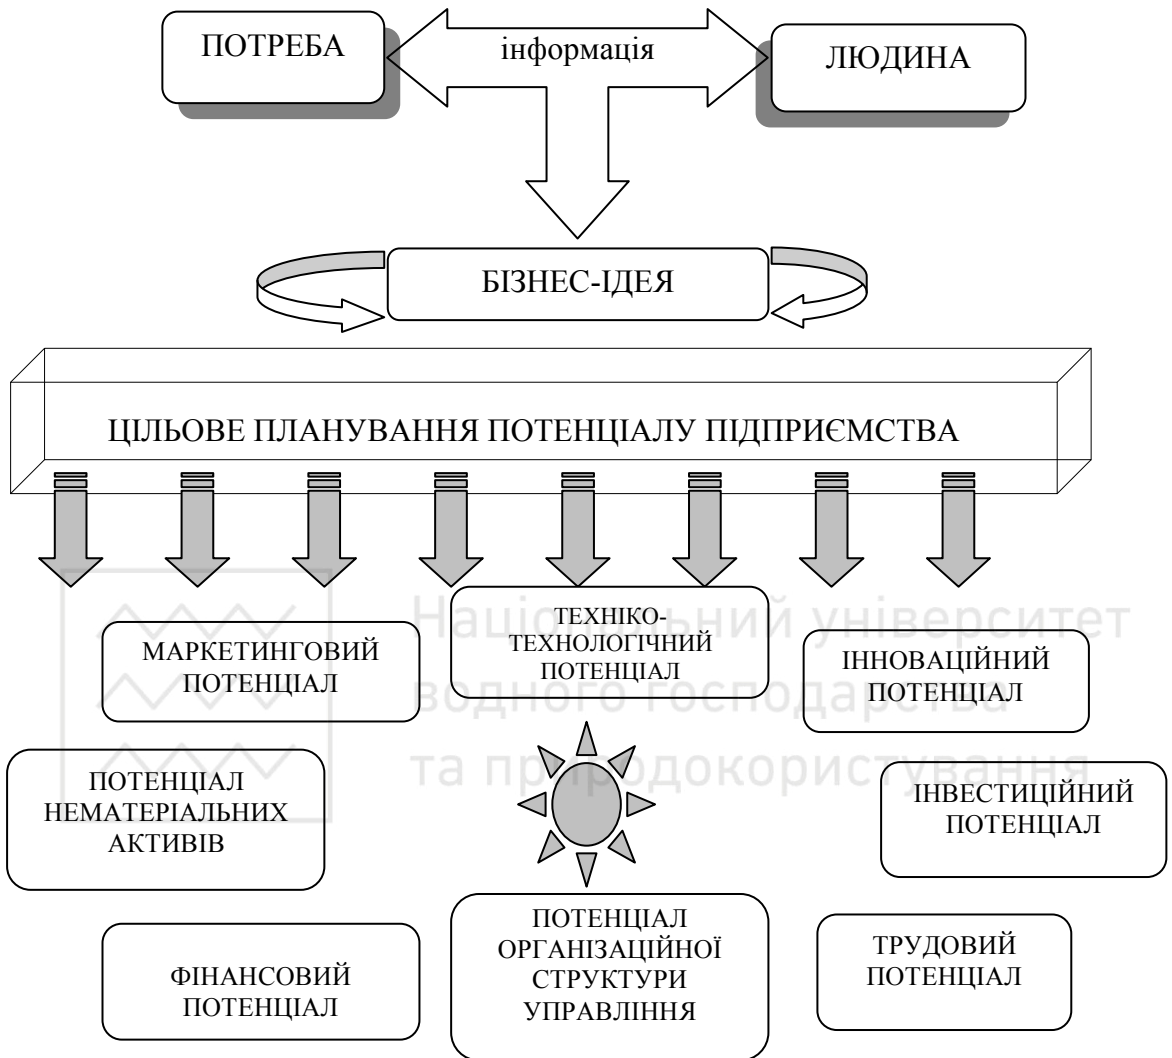 ПОТРЕБА
інформація
ЛЮДИНА
БІЗНЕС-ІДЕЯ
ЦІЛЬОВЕ ПЛАНУВАННЯ ПОТЕНЦІАЛУ ПІДПРИЄМСТВА
МАРКЕТИНГОВИЙ
ПОТЕНЦІАЛ
ТЕХНІКО-
ТЕХНОЛОГІЧНИЙ
ПОТЕНЦІАЛ
ІННОВАЦІЙНИЙ
ПОТЕНЦІАЛ
Національний університет
водного господарства
та природокористування
ПОТЕНЦІАЛ
НЕМАТЕРІАЛЬНИХ
АКТИВІВ
ІНВЕСТИЦІЙНИЙ
ПОТЕНЦІАЛ
ФІНАНСОВИЙ
ПОТЕНЦІАЛ
ПОТЕНЦІАЛ
ОРГАНІЗАЦІЙНОЇ
СТРУКТУРИ
УПРАВЛІННЯ
ТРУДОВИЙ
ПОТЕНЦІАЛ